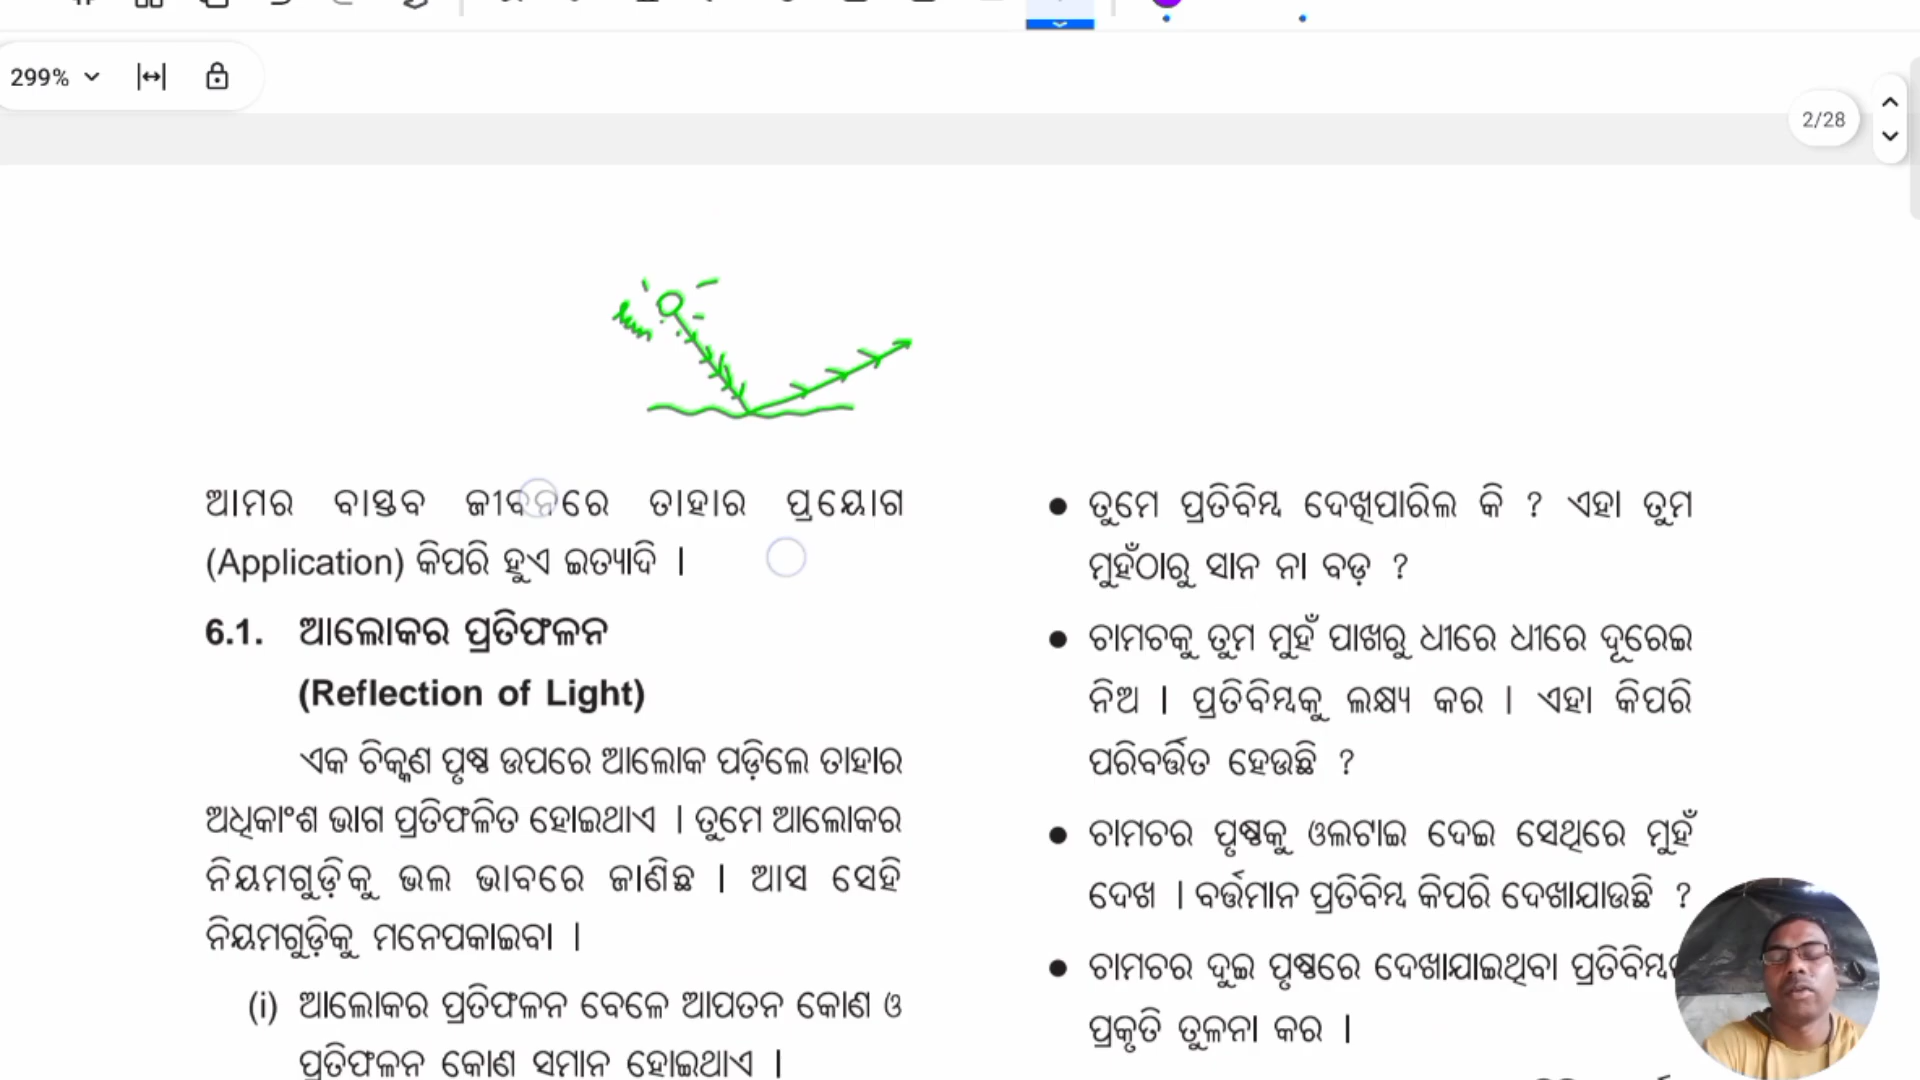 299%
2/28
ଆମର ବାସ୍ତବ ଜୀବନରେ ତାହାର ପ୍ରୟୋଗ
(Application) କିପରି ହୁଏ ଇତ୍ୟାଦି ।
6.1. ଆଲୋକର ପ୍ରତିଫଳନ
(Reflection of Light)
ଏକ ଚିକ୍କଣ ପୃଷ୍ଠ ଉପରେ ଆଲୋକ ପଡ଼ିଲେ ତାହାର
ଅଧିକାଂଶ ଭାଗ ପ୍ରତିଫଳିତ ହୋଇଥାଏ । ତୁମେ ଆଲୋକର
ନିୟମଗୁଡ଼ିକୁ ଭଲ ଭାବରେ ଜାଣିଛ । ଆସ ସେହି
ନିୟମଗୁଡ଼ିକୁ ମନେପକାଇବା ।
(i) ଆଲୋକର ପ୍ରତିଫଳନ ବେଳେ ଆପତନ କୋଣ ଓ
ପ୍ରତିଫଳନ କୋଣ ସମାନ ହୋଇଥାଏ ।
● ତୁମେ ପ୍ରତିବିମ୍ବ ଦେଖିପାରିଲ କି ? ଏହା ତୁମ
ମୁହଁଠାରୁ ସାନ ନା ବଡ଼ ?
● ଚାମଚକୁ ତୁମ ମୁହଁ ପାଖରୁ ଧୀରେ ଧୀରେ ଦୂରେଇ
ନିଅ । ପ୍ରତିବିମ୍ବକୁ ଲକ୍ଷ୍ୟ କର । ଏହା କିପରି
ପରିବର୍ତ୍ତିତ ହେଉଛି ?
● ଚାମଚର ପୃଷ୍ଠକୁ ଓଲଟାଇ ଦେଇ ସେଥିରେ ମୁହଁ
ଦେଖ । ବର୍ତ୍ତମାନ ପ୍ରତିବିମ୍ବ କିପରି ଦେଖାଯାଉଛି ?
● ଚାମଚର ଦୁଇ ପୃଷ୍ଠରେ ଦେଖାଯାଇଥିବା
ପ୍ରକୃତି ତୁଳନା କର ।